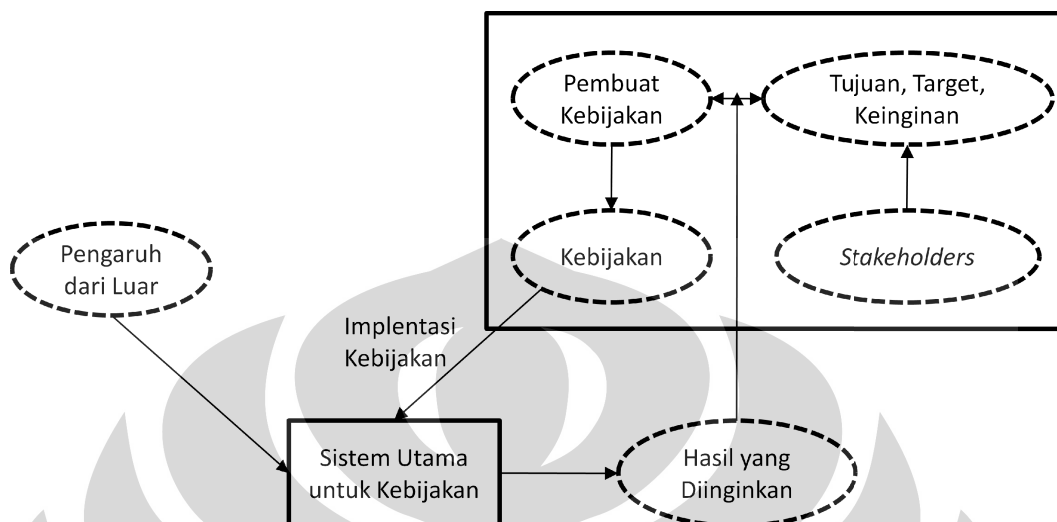 Pembuat
Kebijakan
Tujuan, Target,
Keinginan
Kebijakan
Stakeholders
Pengaruh
dari Luar
Implentasi
Kebijakan
Sistem Utama
untuk Kebijakan
Hasil yang
Diinginkan